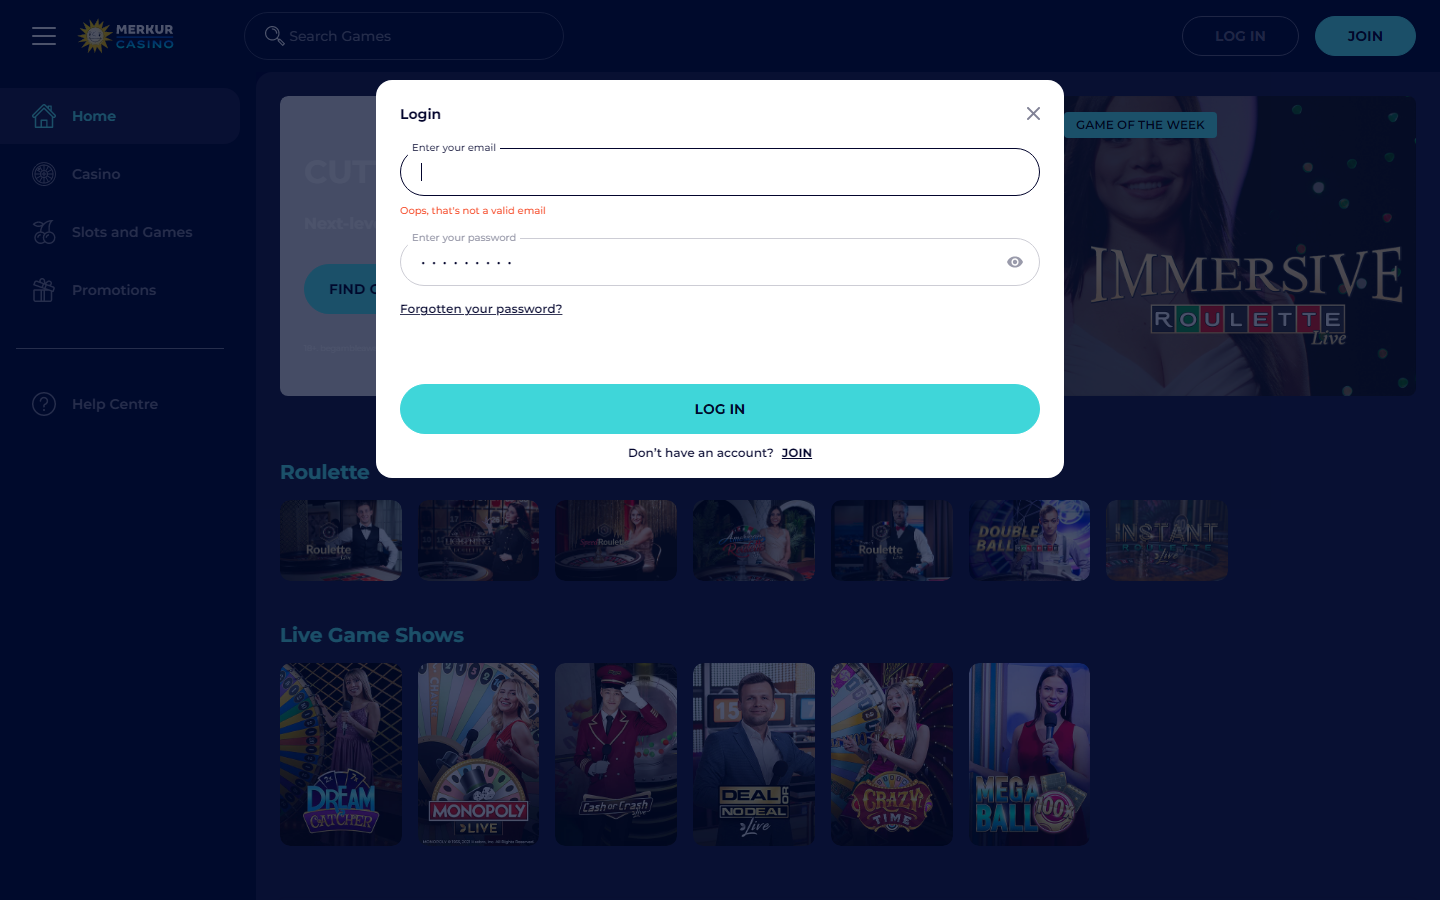 MERKUR
CASINO
Search Games
LOG IN
JOIN
Home
Casino
Slots and Games
Promotions
Help Centre
CUT
Next-leve
FIND
GAME OF THE WEEK
IMMERSIVE
ROULETTE
Live
Login
Enter your email
Oops, that's not a valid email
Enter your password
Forgotten your password?
LOG IN
Don't have an account? JOIN
Roulette
Roulette
Roulette
Roulette
DOUBLE
BALL
INSTANT
Live
Live Game Shows
DREAM
CATCHER
MONOPOLY
LIVE
Cash or Crash
DEAL OR
NO DEAL
Live
CRAZY
TIME
MEGA
BALL
100x